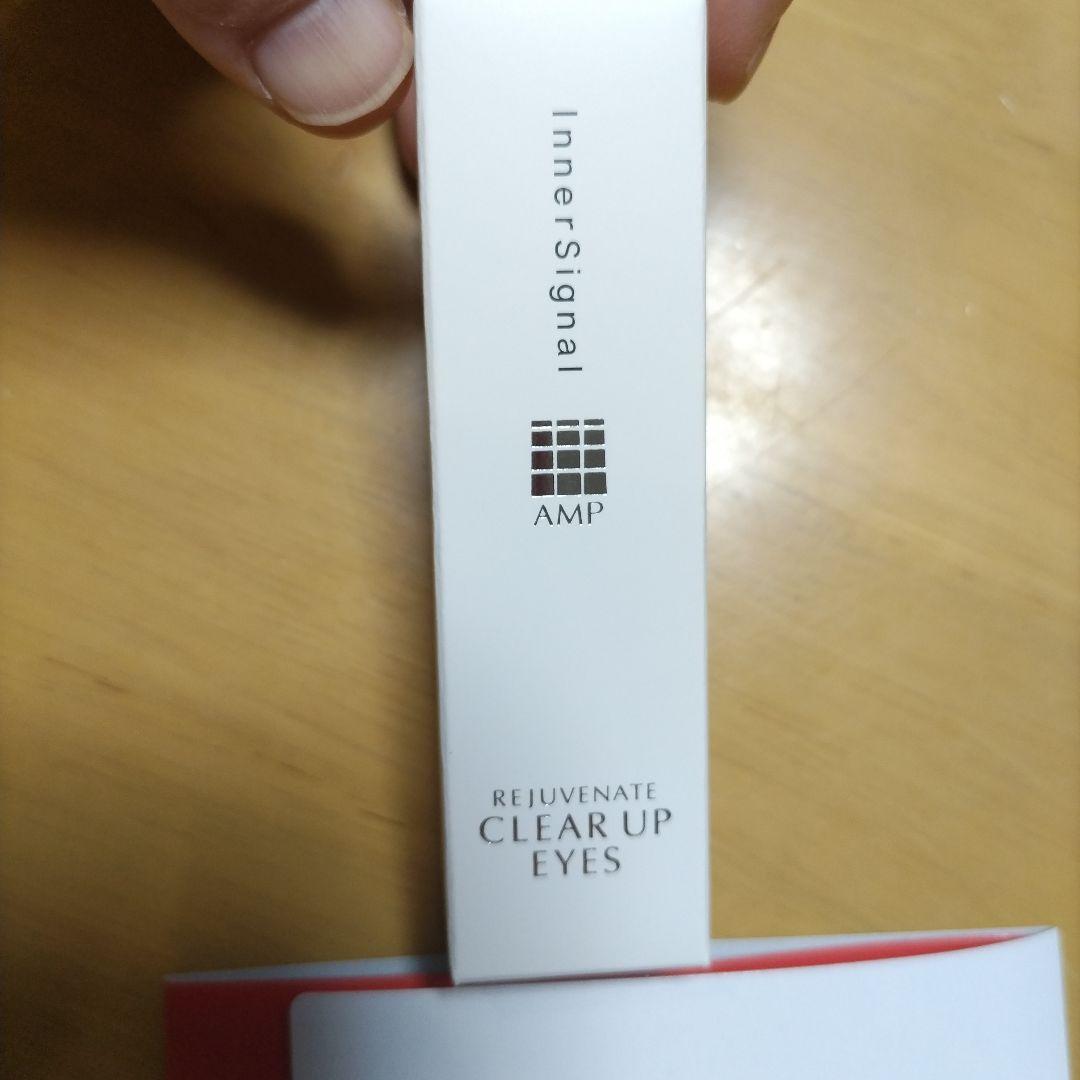 InnerSignal
AMP
REJUVENATE
CLEAR UP
EYES